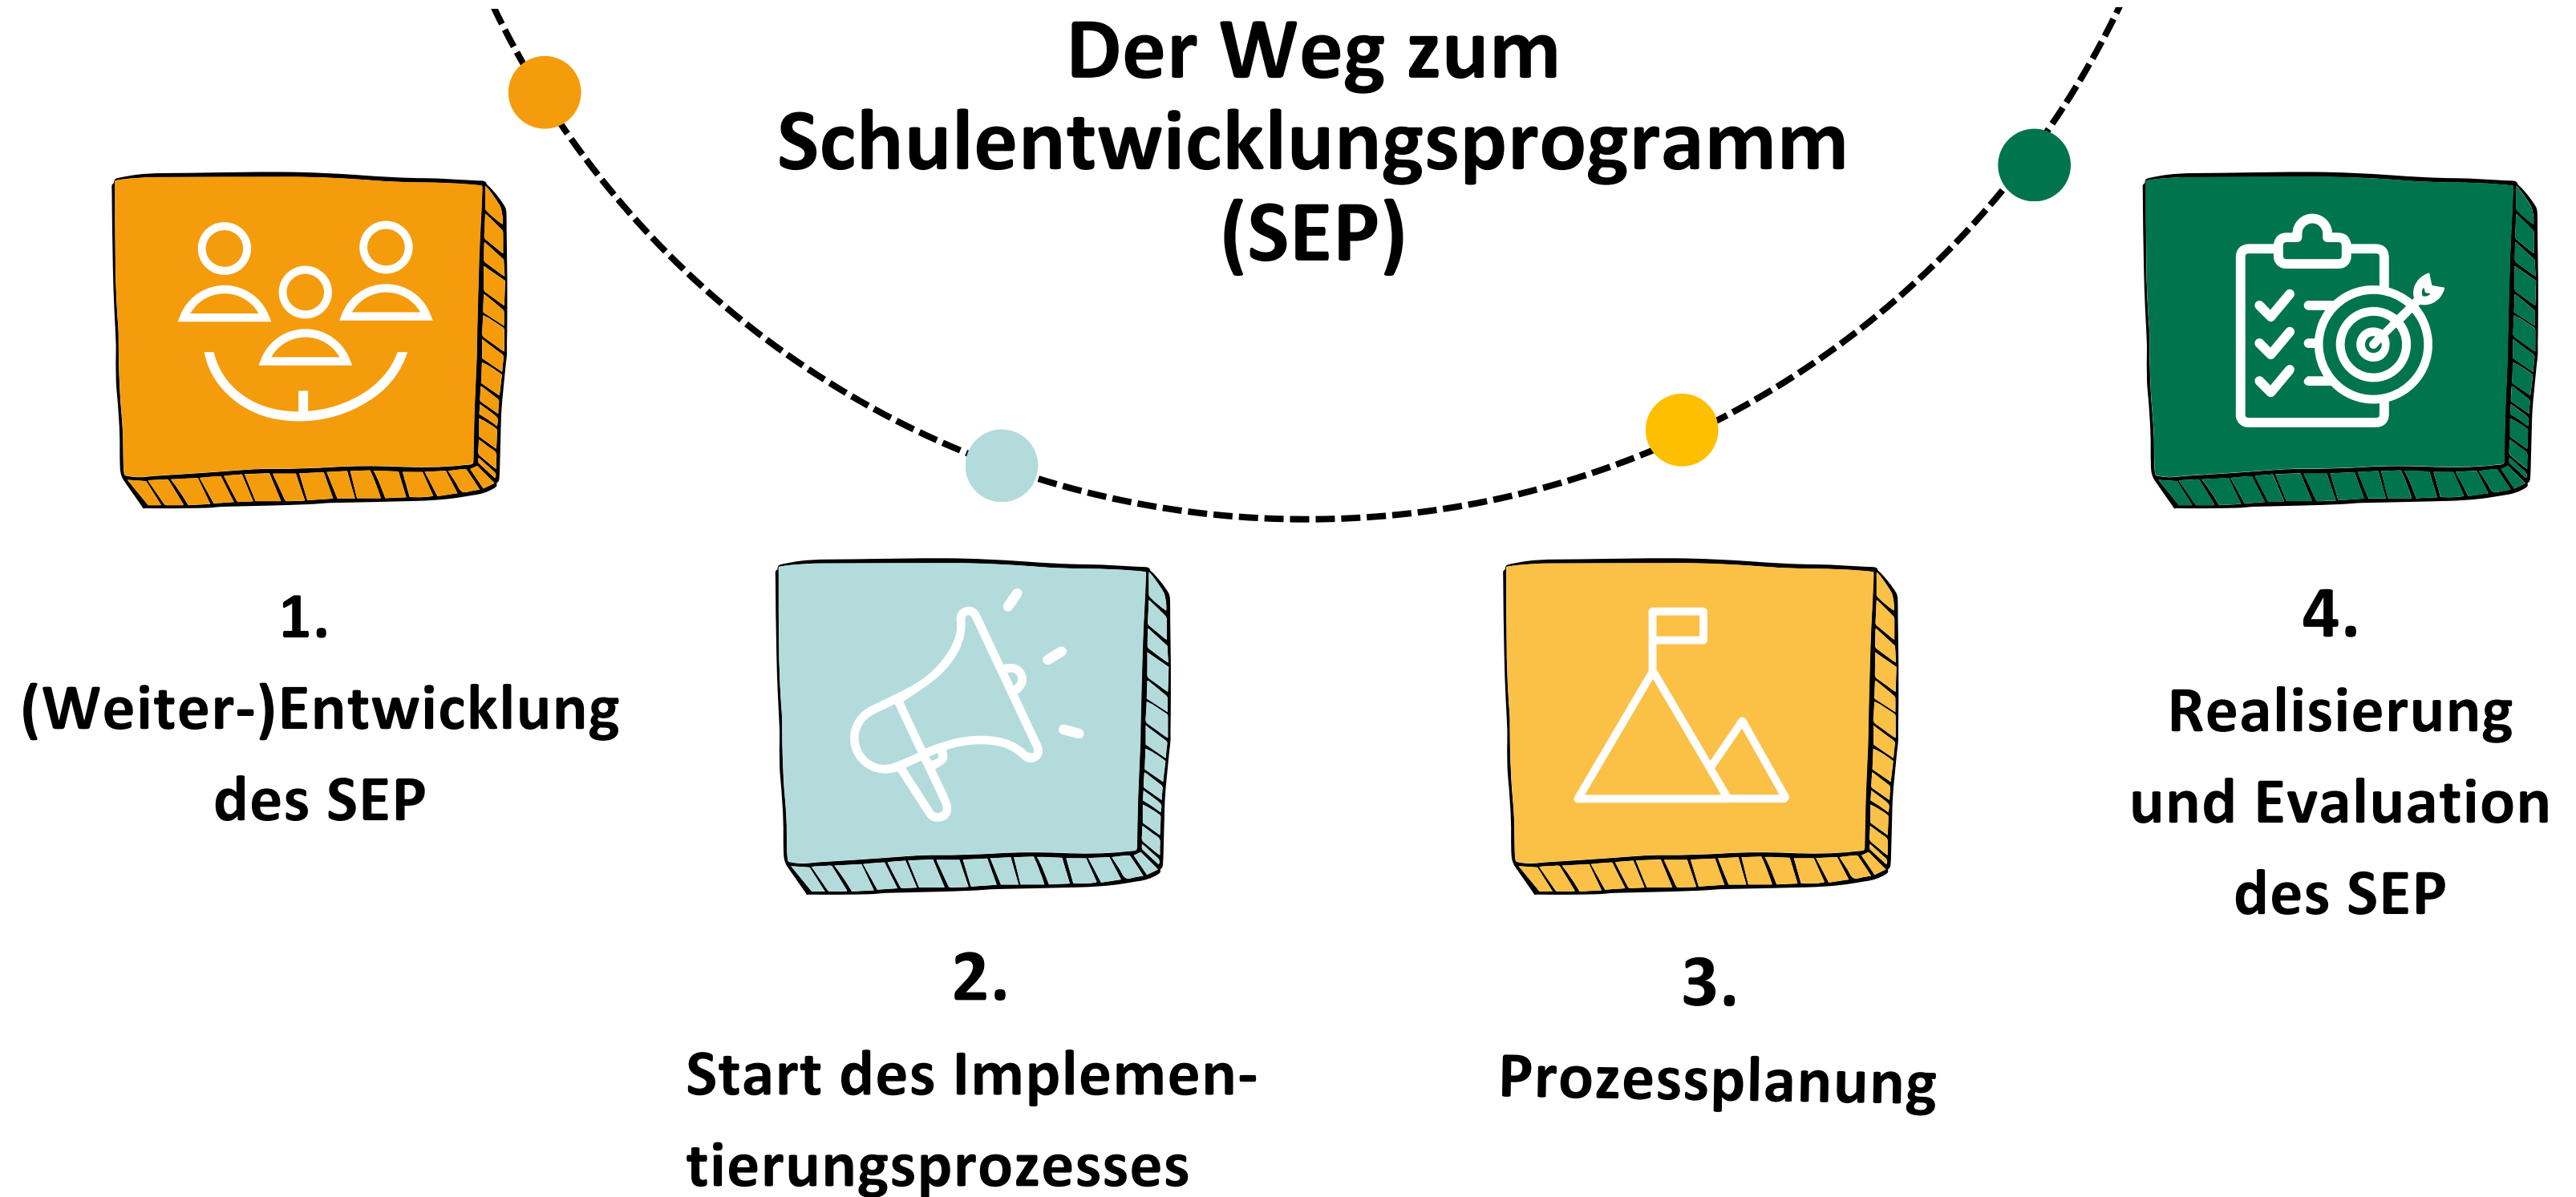 Der Weg zum
Schulentwicklungsprogramm
(SEP)
1.
(Weiter-)Entwicklung
des SEP
2.
Start des Implemen-
tierungsprozesses
3.
Prozessplanung
4.
Realisierung
und Evaluation
des SEP